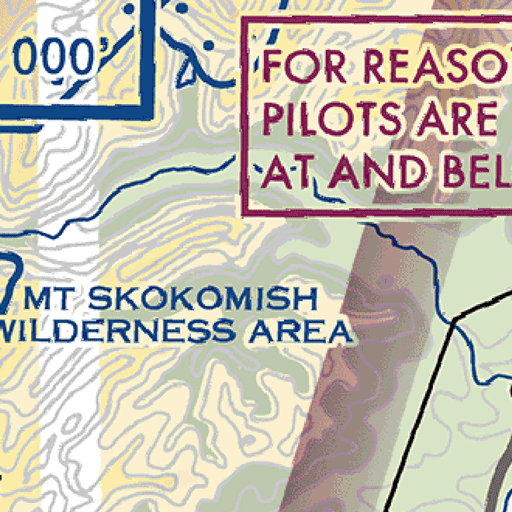 000'
FOR REASO
PILOTS ARE
AT AND BEL
MT SKOKOMISH
WILDERNESS AREA